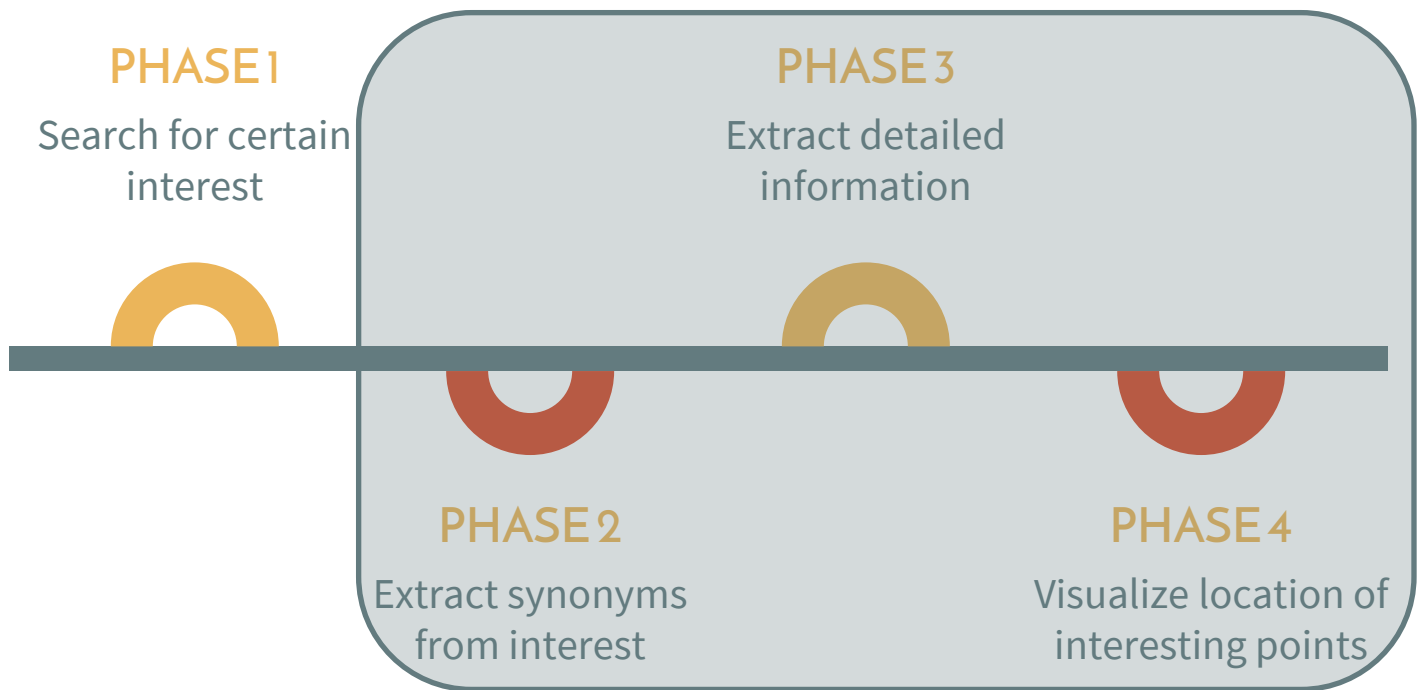 PHASE 1
Search for certain
interest
PHASE 2
Extract synonyms
from interest
PHASE 3
Extract detailed
information
PHASE 4
Visualize location of
interesting points